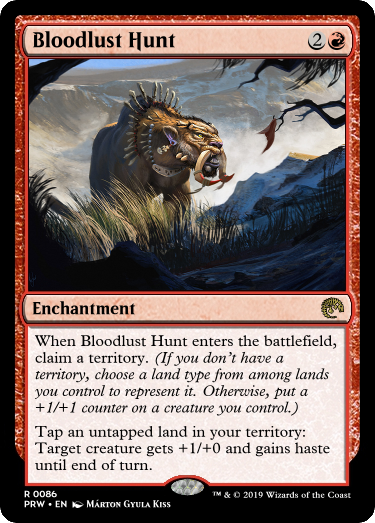 Bloodlust Hunt 2
Enchantment
When Bloodlust Hunt enters the battlefield,
claim a territory. (If you don't have a
territory, choose a land type from among lands
you control to represent it. Otherwise, put a
+1/+1 counter on a creature you control.)
Tap an untapped land in your territory:
Target creature gets +1/+0 and gains haste
until end of turn.
R 0086
PRW • EN Márton Gyula Kiss
™ & © 2019 Wizards of the Coast